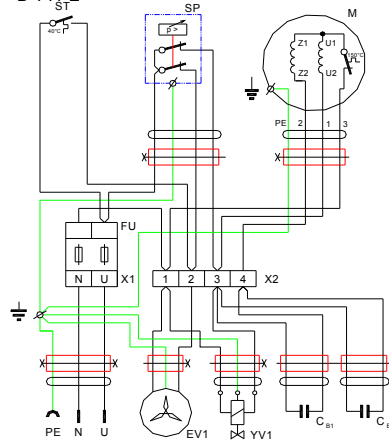 ST
SP
M
40°C
p >
Z1 U1
150°C
Z2 U2
PE 2 1 3
FU
N U X1
1 2 3 4 X2
PE N U
EV1
YV1
C B1
C